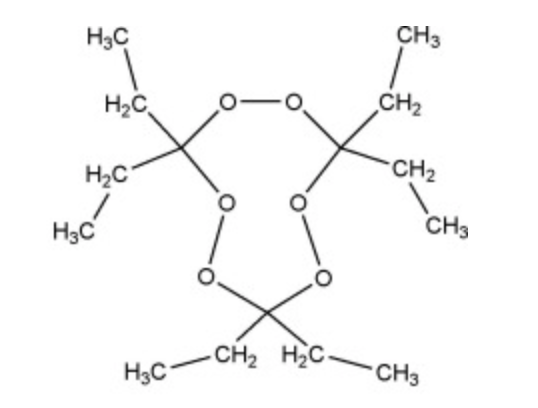 H₃C CH₃
H₂C O O CH₂
H₂C CH₂
O O
H₃C CH₃
O O
CH₂ H₂C
H₃C CH₃